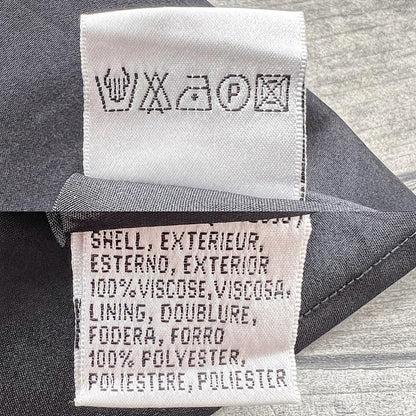 P
SHELL, EXTERIEUR,
ESTERNO, EXTERIOR
100%VISCOSE,VISCOSA,
LINING, DOUBLURE,
FODERA, FORRO
100% POLYESTER,
POLIESTERE, POLIESTER